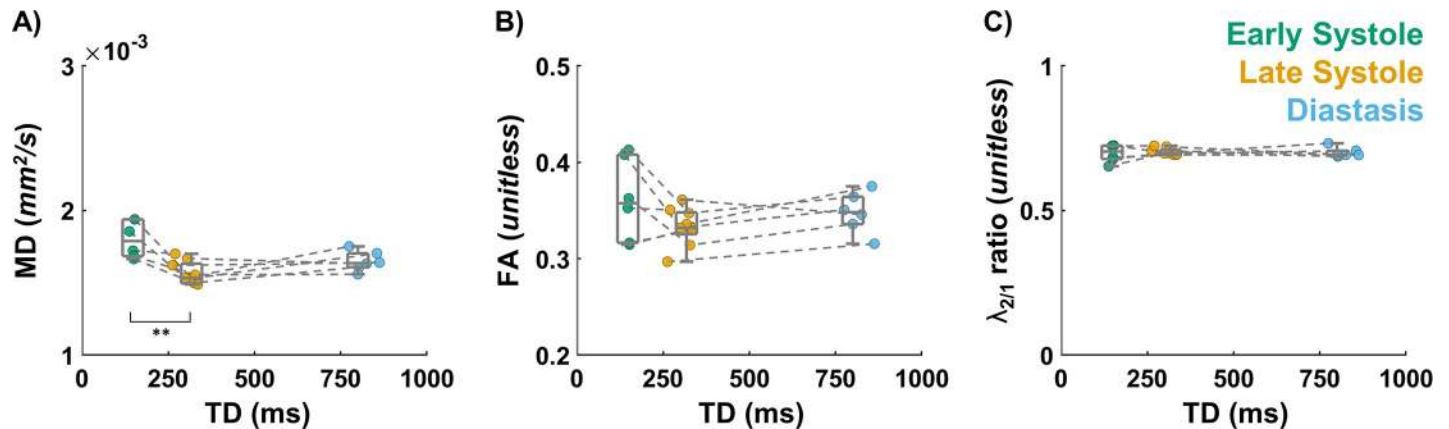 A)
×10⁻³
3
2
1
MD (mm²/s)
**
0 250 500 750 1000
TD (ms)
B)
0.5
0.4
0.3
0.2
FA (unitless)
0 250 500 750 1000
TD (ms)
C)
Early Systole
Late Systole
Diastasis
1
0.5
0
λ2/1 ratio (unitless)
0 250 500 750 1000
TD (ms)